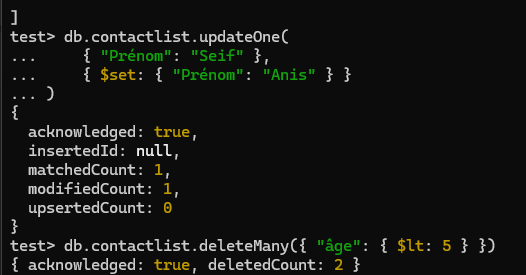 ]
test> db.contactlist.updateOne(
...     { "Prénom": "Seif" },
...     { $set: { "Prénom": "Anis" } }
... )
{
  acknowledged: true,
  insertedId: null,
  matchedCount: 1,
  modifiedCount: 1,
  upsertedCount: 0
}
test> db.contactlist.deleteMany({ "âge": { $lt: 5 } })
{ acknowledged: true, deletedCount: 2 }